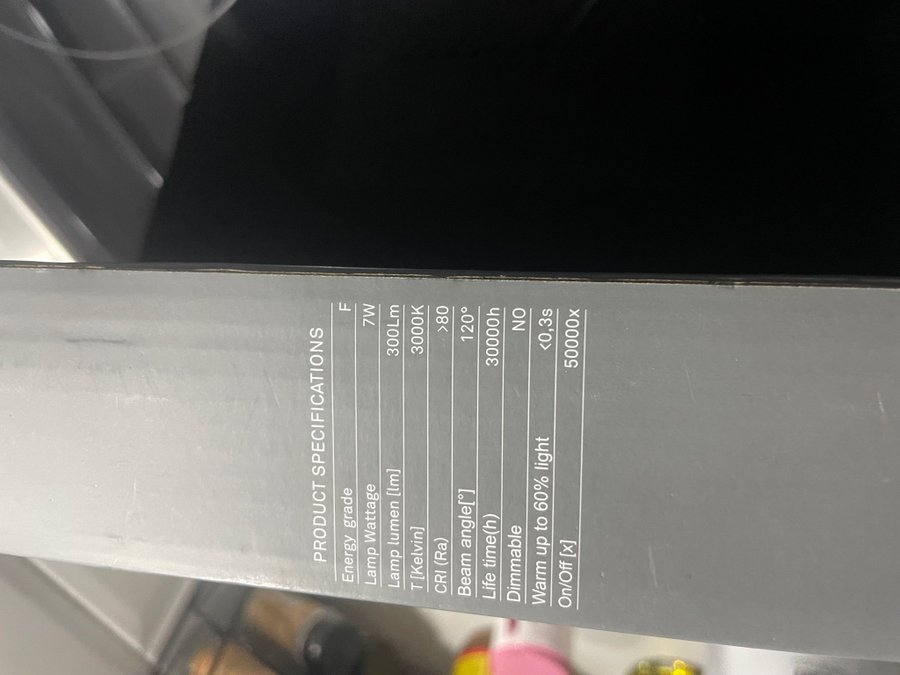 PRODUCT SPECIFICATIONS
Energy grade F
Lamp Wattage 7W
Lamp lumen [lm] 300Lm
T [Kelvin] 3000K
CRI (Ra) >80
Beam angle[°] 120°
Life time(h) 30000h
Dimmable NO
Warm up to 60% light <0,3s
On/Off [x] 50000x